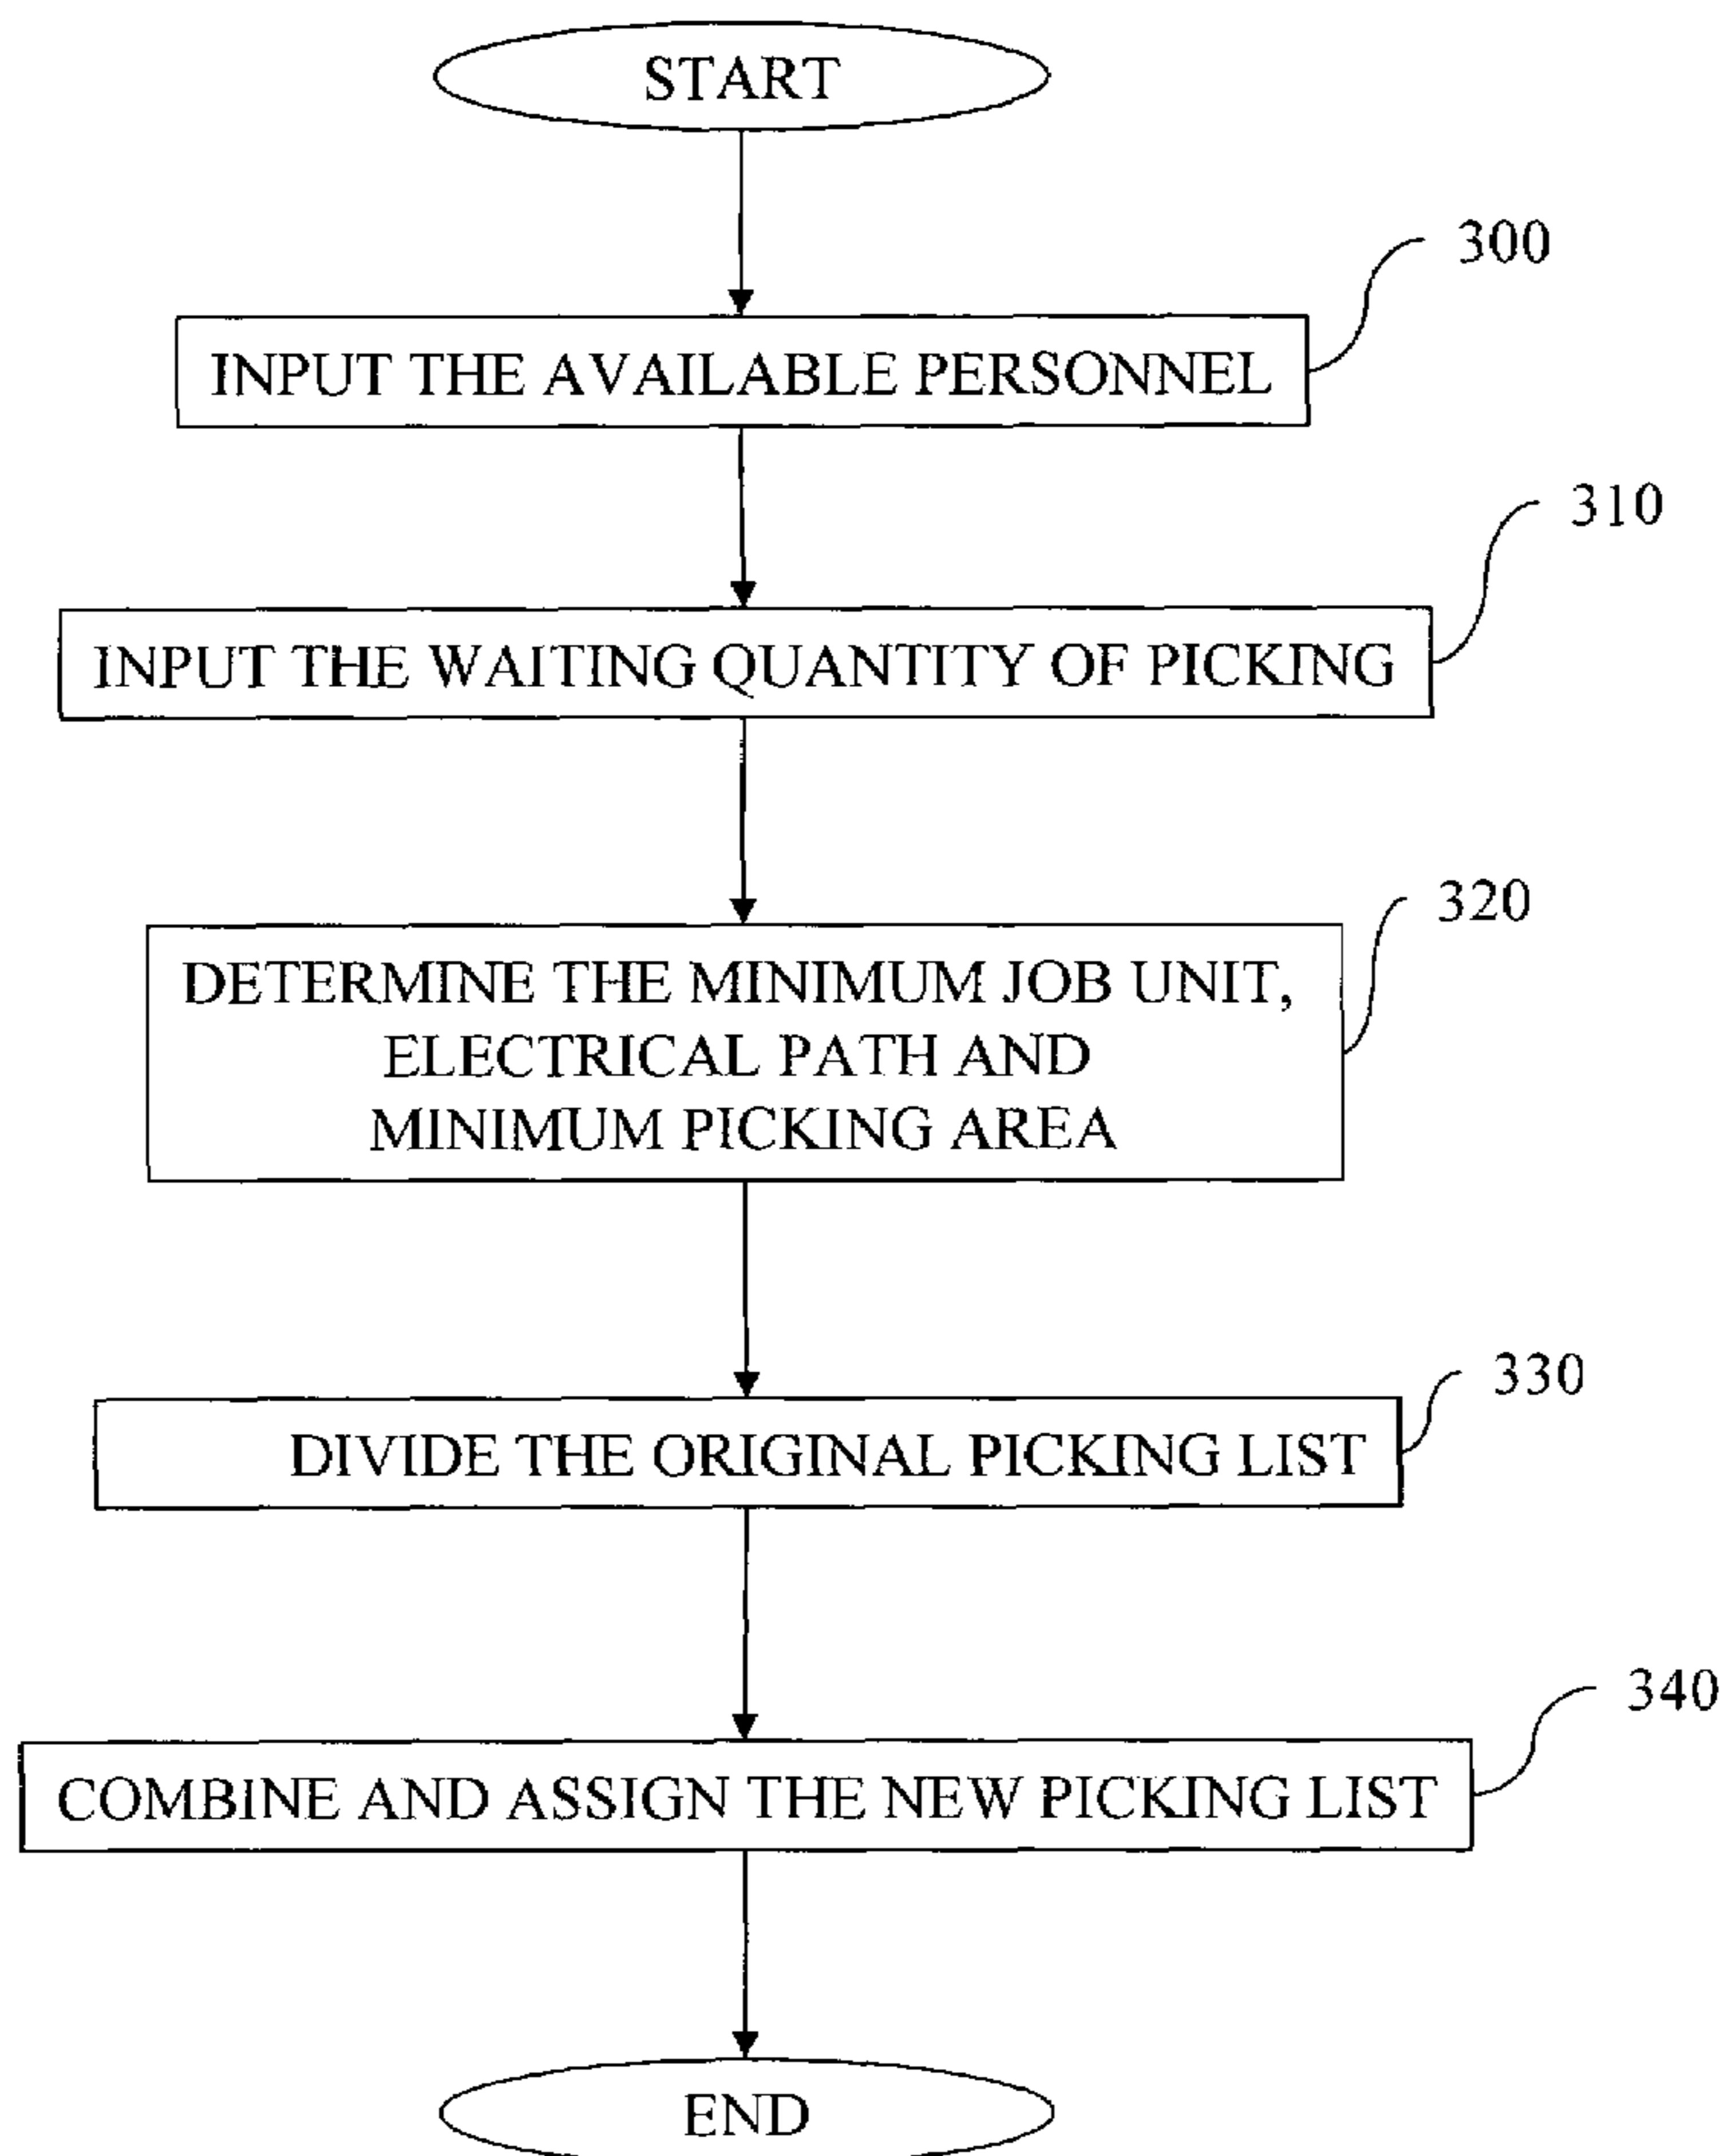 START
300
INPUT THE AVAILABLE PERSONNEL
310
INPUT THE WAITING QUANTITY OF PICKING
320
DETERMINE THE MINIMUM JOB UNIT,
ELECTRICAL PATH AND
MINIMUM PICKING AREA
330
DIVIDE THE ORIGINAL PICKING LIST
340
COMBINE AND ASSIGN THE NEW PICKING LIST
END